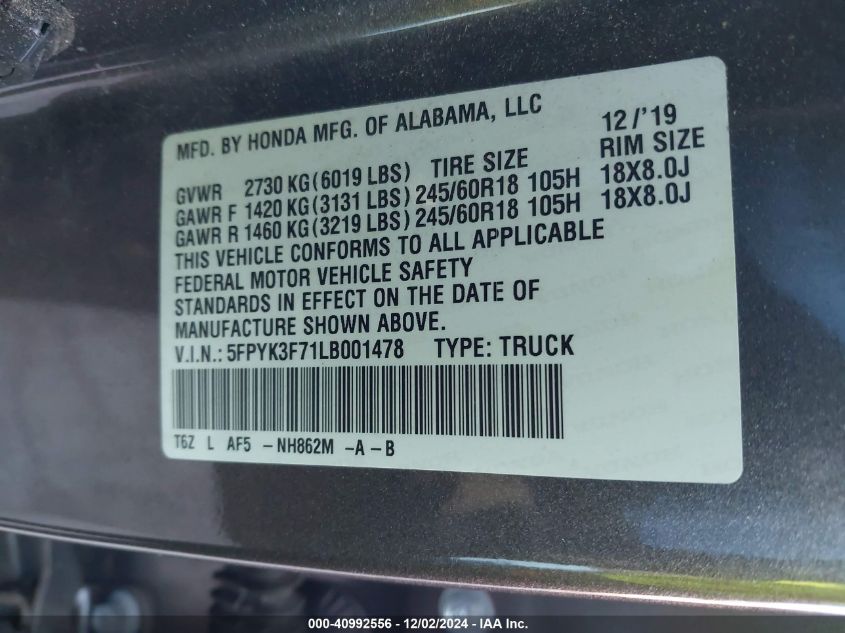 MFD. BY HONDA MFG. OF ALABAMA, LLC 12/'19
GVWR 2730 KG(6019 LBS) TIRE SIZE RIM SIZE
GAWR F 1420 KG(3131 LBS) 245/60R18 105H 18X8.0J
GAWR R 1460 KG(3219 LBS) 245/60R18 105H 18X8.0J
THIS VEHICLE CONFORMS TO ALL APPLICABLE
FEDERAL MOTOR VEHICLE SAFETY
STANDARDS IN EFFECT ON THE DATE OF
MANUFACTURE SHOWN ABOVE.
V.I.N.: 5FPYK3F71LB001478 TYPE: TRUCK
T6Z L AF5 -NH862M -A-B
000-40992556 - 12/02/2024 - IAA Inc.